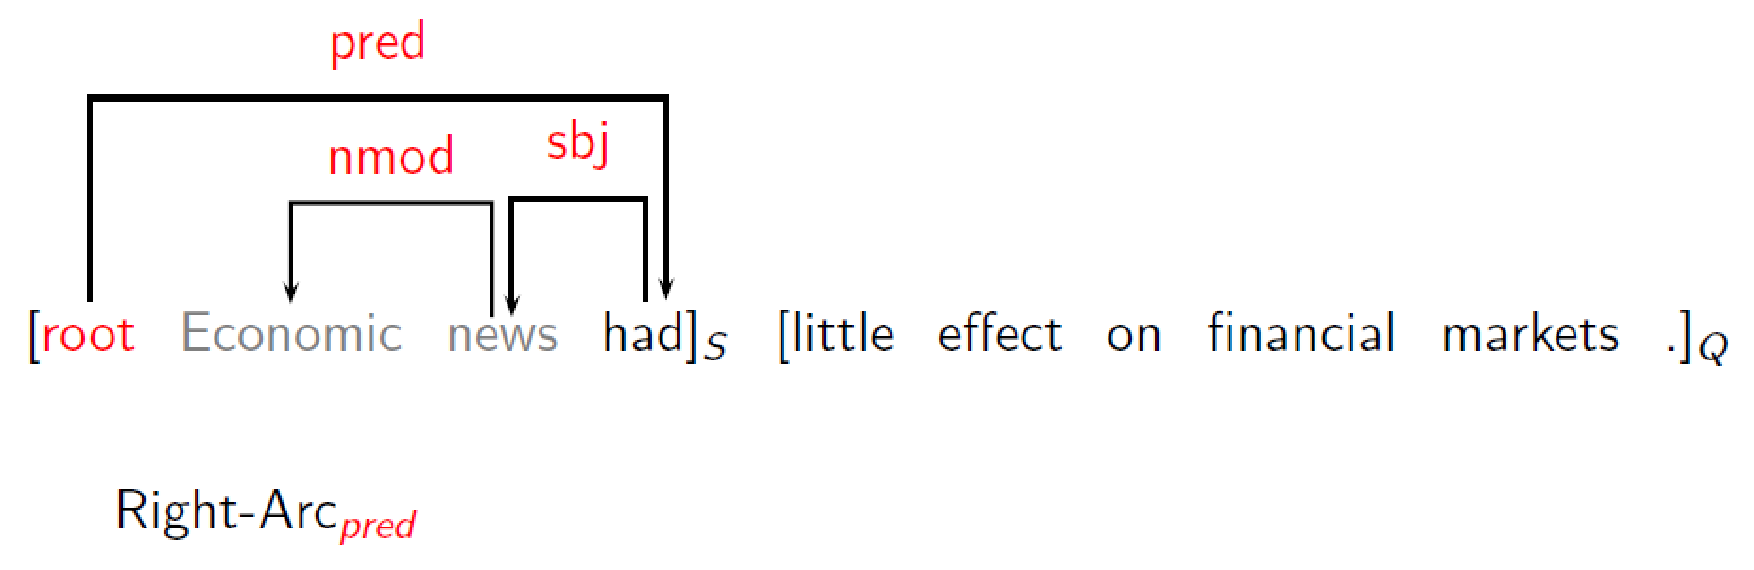 pred
nmod sbj
[root Economic news had]S [little effect on financial markets .]Q
Right-Arcpred